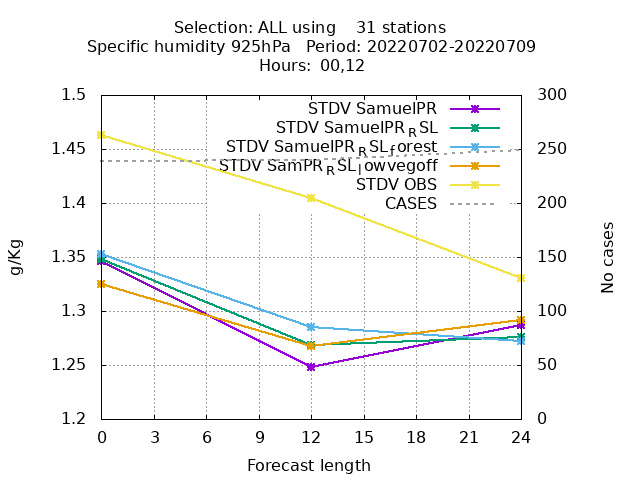 Selection: ALL using    31 stations
Specific humidity 925hPa   Period: 20220702-20220709
Hours: 00,12
STDV SamuelPR
STDV SamuelPR_RSL
STDV SamuelPR_RSL_forest
STDV SamPR_RSL_lowvegoff
STDV OBS
CASES
1.5
1.45
1.4
1.35
1.3
1.25
1.2
300
250
200
150
100
50
0
g/Kg
No cases
0 3 6 9 12 15 18 21 24
Forecast length